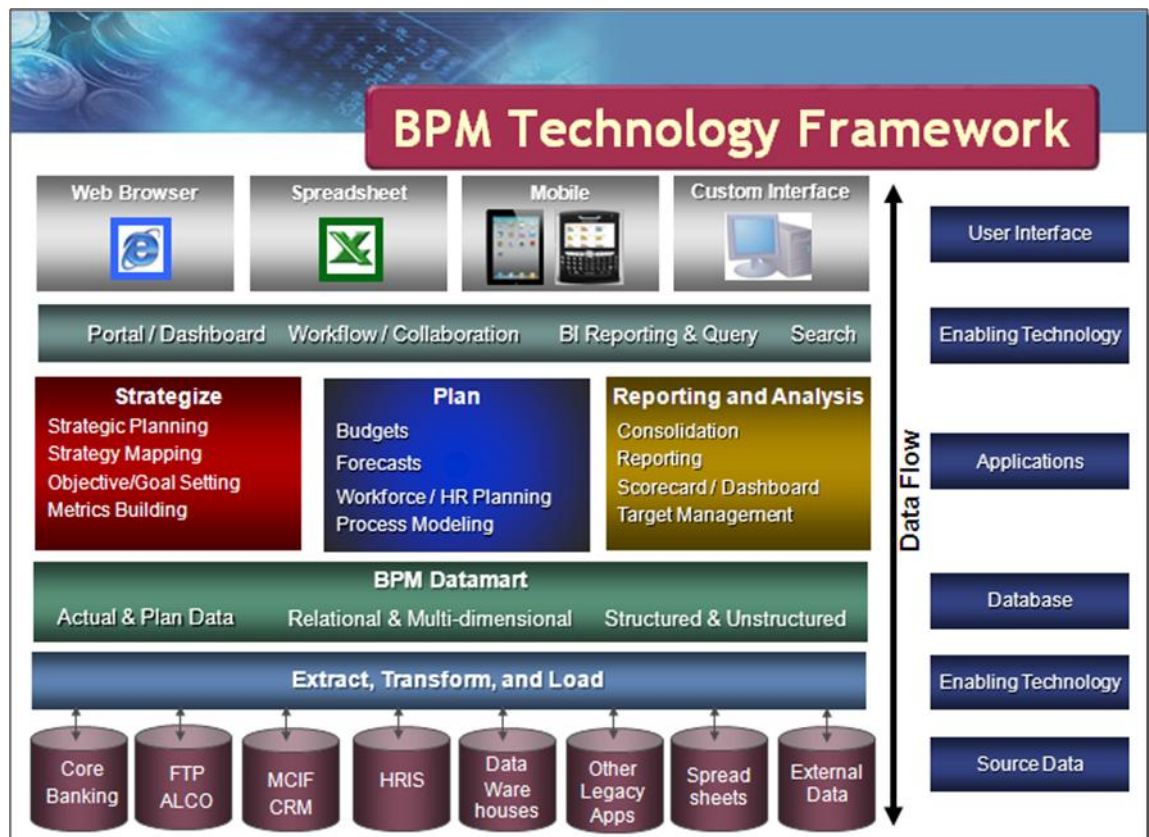 BPM Technology Framework
Web Browser
Spreadsheet
Mobile
Custom Interface
User Interface
Portal / Dashboard Workflow / Collaboration BI Reporting & Query Search
Enabling Technology
Strategize
Strategic Planning
Strategy Mapping
Objective/Goal Setting
Metrics Building
Plan
Budgets
Forecasts
Workforce / HR Planning
Process Modeling
Reporting and Analysis
Consolidation
Reporting
Scorecard / Dashboard
Target Management
Data Flow
Applications
BPM Datamart
Actual & Plan Data Relational & Multi-dimensional Structured & Unstructured
Database
Extract, Transform, and Load
Enabling Technology
Core
Banking
FTP
ALCO
MCIF
CRM
HRIS
Data
Ware
houses
Other
Legacy
Apps
Spread
sheets
External
Data
Source Data